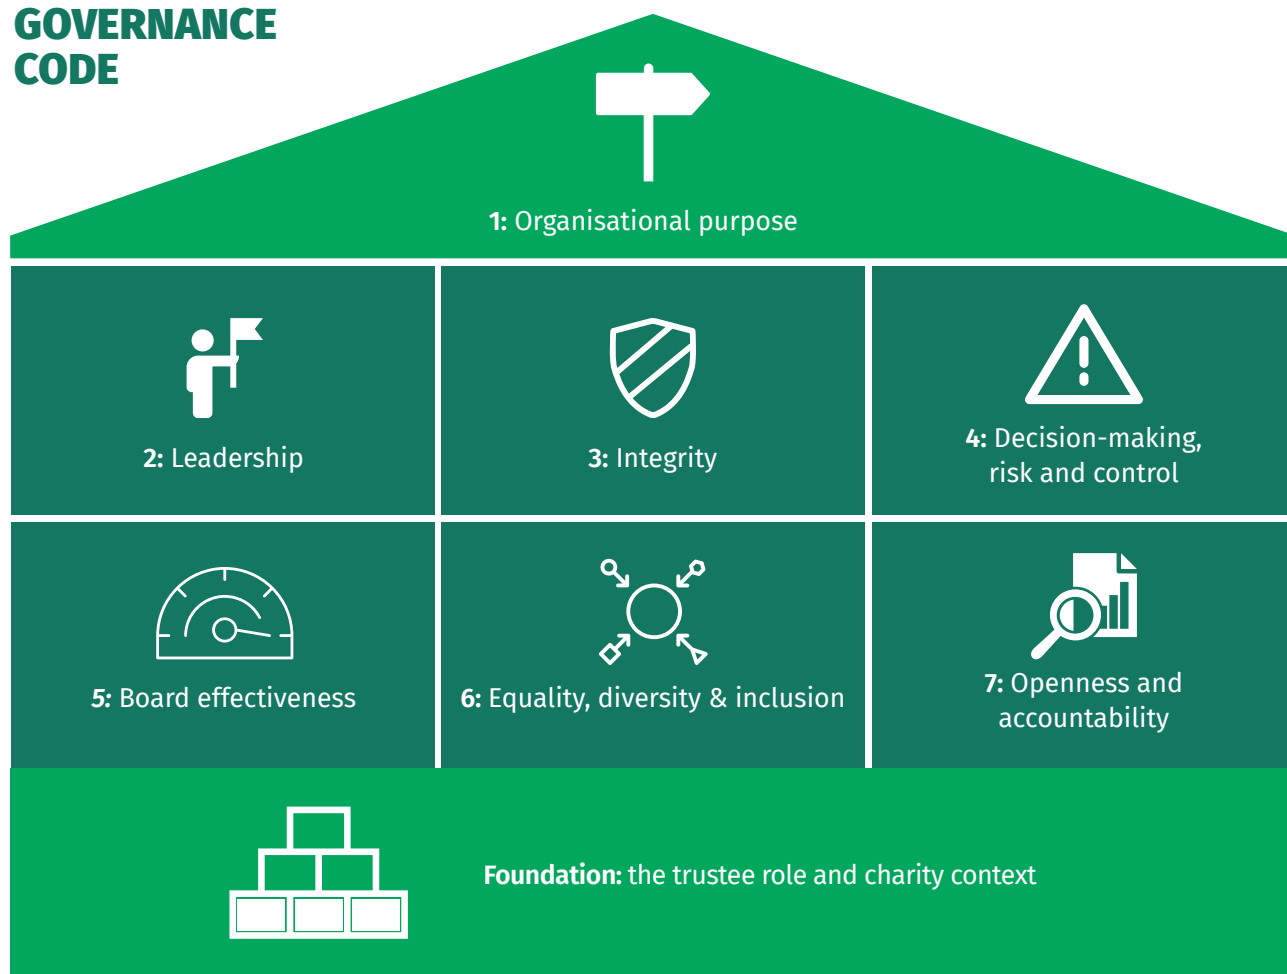 GOVERNANCE
CODE
1: Organisational purpose
2: Leadership
3: Integrity
4: Decision-making,
risk and control
5: Board effectiveness
6: Equality, diversity & inclusion
7: Openness and
accountability
Foundation: the trustee role and charity context